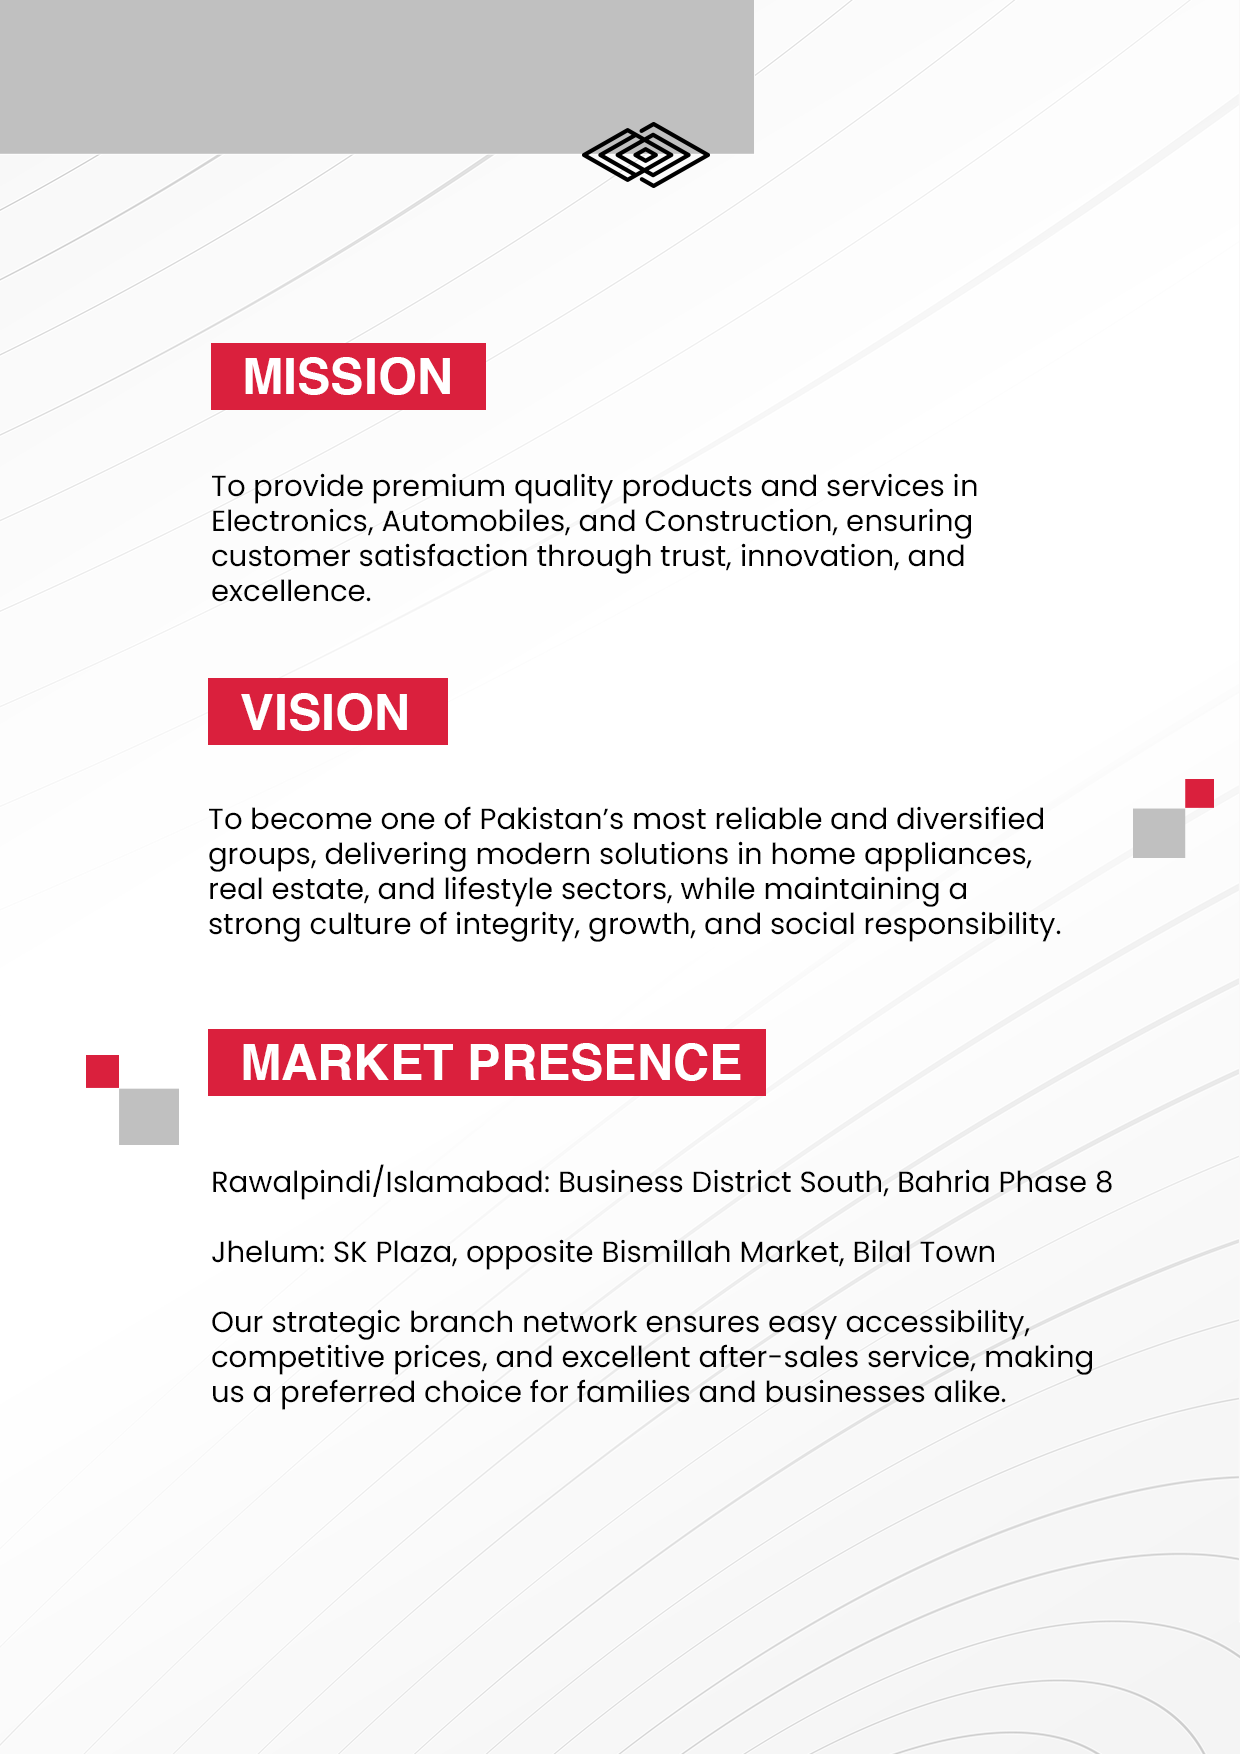 MISSION
To provide premium quality products and services in
Electronics, Automobiles, and Construction, ensuring
customer satisfaction through trust, innovation, and
excellence.
VISION
To become one of Pakistan’s most reliable and diversified
groups, delivering modern solutions in home appliances,
real estate, and lifestyle sectors, while maintaining a
strong culture of integrity, growth, and social responsibility.
MARKET PRESENCE
Rawalpindi/Islamabad: Business District South, Bahria Phase 8
Jhelum: SK Plaza, opposite Bismillah Market, Bilal Town
Our strategic branch network ensures easy accessibility,
competitive prices, and excellent after-sales service, making
us a preferred choice for families and businesses alike.